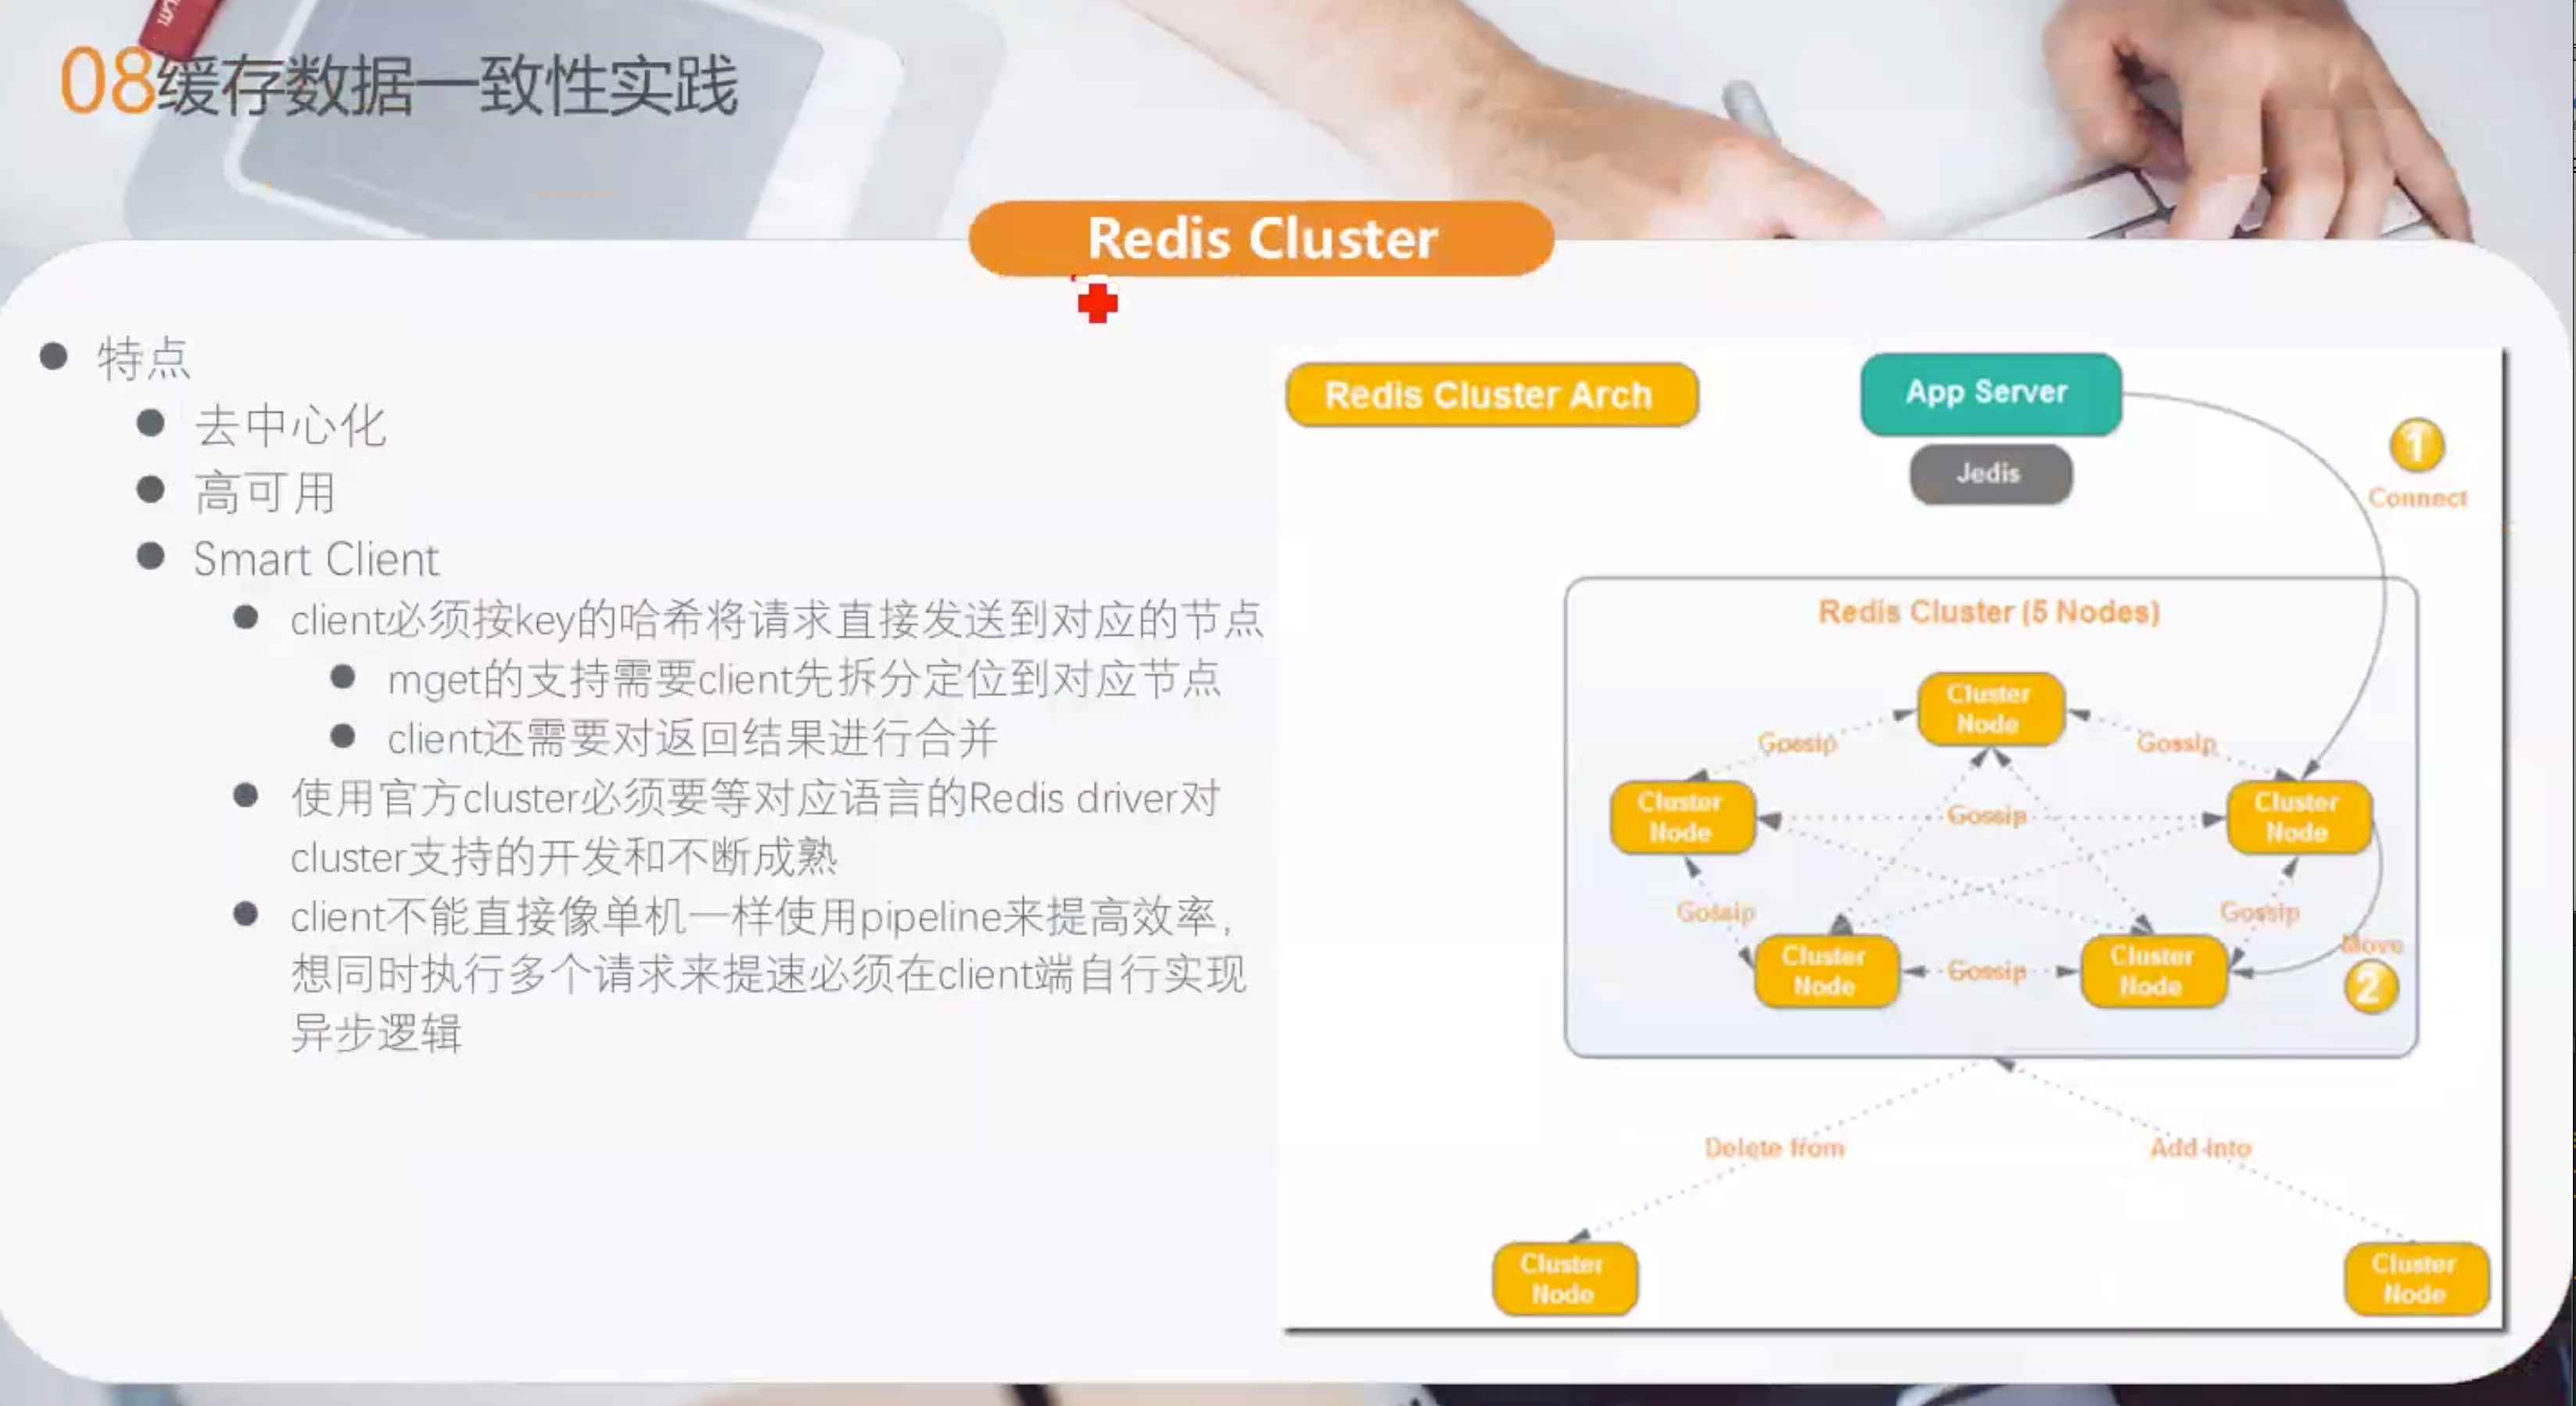 08缓存数据一致性实践
Redis Cluster
特点
去中心化
高可用
Smart Client
client必须按key的哈希将请求直接发送到对应的节点
mget的支持需要client先拆分定位到对应节点
client还需要对返回结果进行合并
使用官方cluster必须要等对应语言的Redis driver对
cluster支持的开发和不断成熟
client不能直接像单机一样使用pipeline来提高效率,
想同时执行多个请求来提速必须在client端自行实现
异步逻辑
Redis Cluster Arch
App Server
Jedis
1
Connect
Redis Cluster (5 Nodes)
Cluster
Node
Gossip
Gossip
Cluster
Node
Gossip
Cluster
Node
Gossip
Gossip
Move
2
Cluster
Node
Gossip
Cluster
Node
Delete from
Add into
Cluster
Node
Cluster
Node